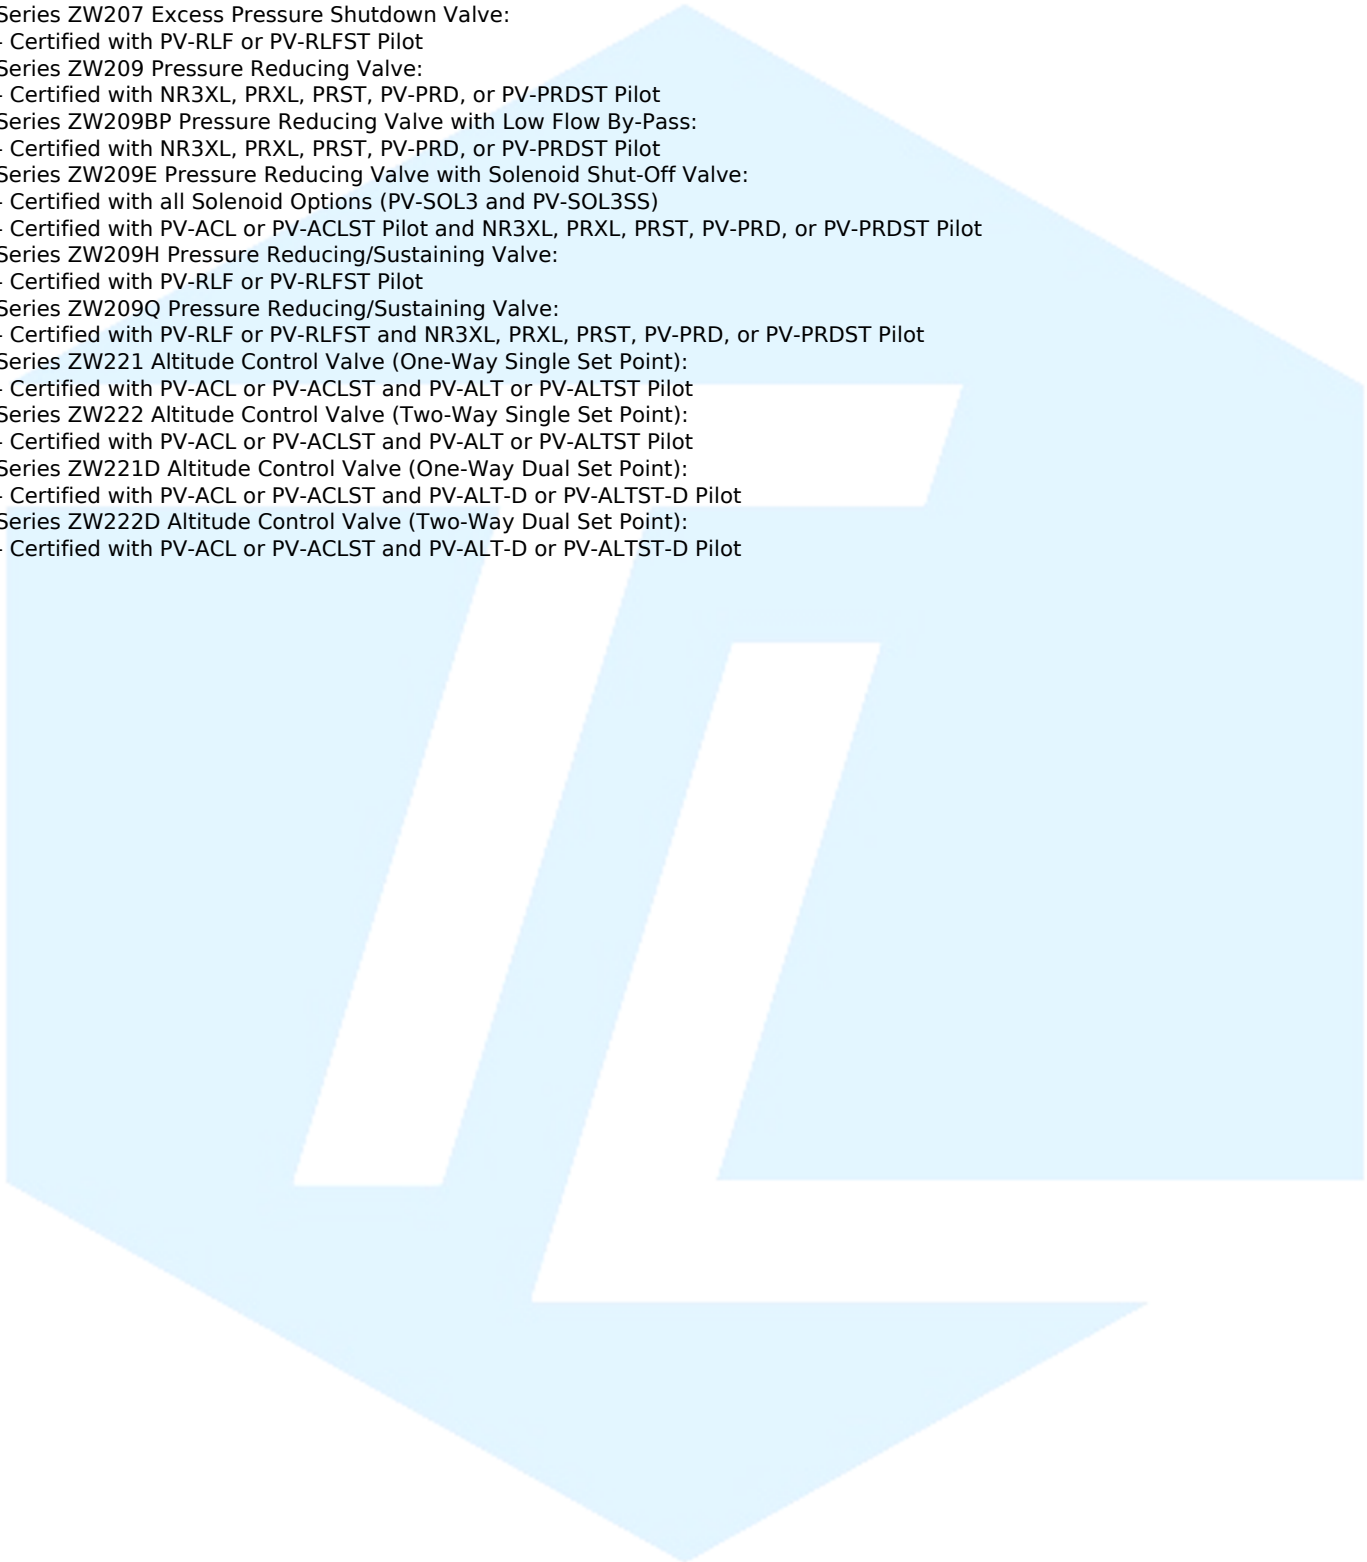 Series ZW207 Excess Pressure Shutdown Valve:
- Certified with PV-RLF or PV-RLFST Pilot
Series ZW209 Pressure Reducing Valve:
- Certified with NR3XL, PRXL, PRST, PV-PRD, or PV-PRDST Pilot
Series ZW209BP Pressure Reducing Valve with Low Flow By-Pass:
- Certified with NR3XL, PRXL, PRST, PV-PRD, or PV-PRDST Pilot
Series ZW209E Pressure Reducing Valve with Solenoid Shut-Off Valve:
- Certified with all Solenoid Options (PV-SOL3 and PV-SOL3SS)
- Certified with PV-ACL or PV-ACLST Pilot and NR3XL, PRXL, PRST, PV-PRD, or PV-PRDST Pilot
Series ZW209H Pressure Reducing/Sustaining Valve:
- Certified with PV-RLF or PV-RLFST Pilot
Series ZW209Q Pressure Reducing/Sustaining Valve:
- Certified with PV-RLF or PV-RLFST and NR3XL, PRXL, PRST, PV-PRD, or PV-PRDST Pilot
Series ZW221 Altitude Control Valve (One-Way Single Set Point):
- Certified with PV-ACL or PV-ACLST and PV-ALT or PV-ALTST Pilot
Series ZW222 Altitude Control Valve (Two-Way Single Set Point):
- Certified with PV-ACL or PV-ACLST and PV-ALT or PV-ALTST Pilot
Series ZW221D Altitude Control Valve (One-Way Dual Set Point):
- Certified with PV-ACL or PV-ACLST and PV-ALT-D or PV-ALTST-D Pilot
Series ZW222D Altitude Control Valve (Two-Way Dual Set Point):
- Certified with PV-ACL or PV-ACLST and PV-ALT-D or PV-ALTST-D Pilot